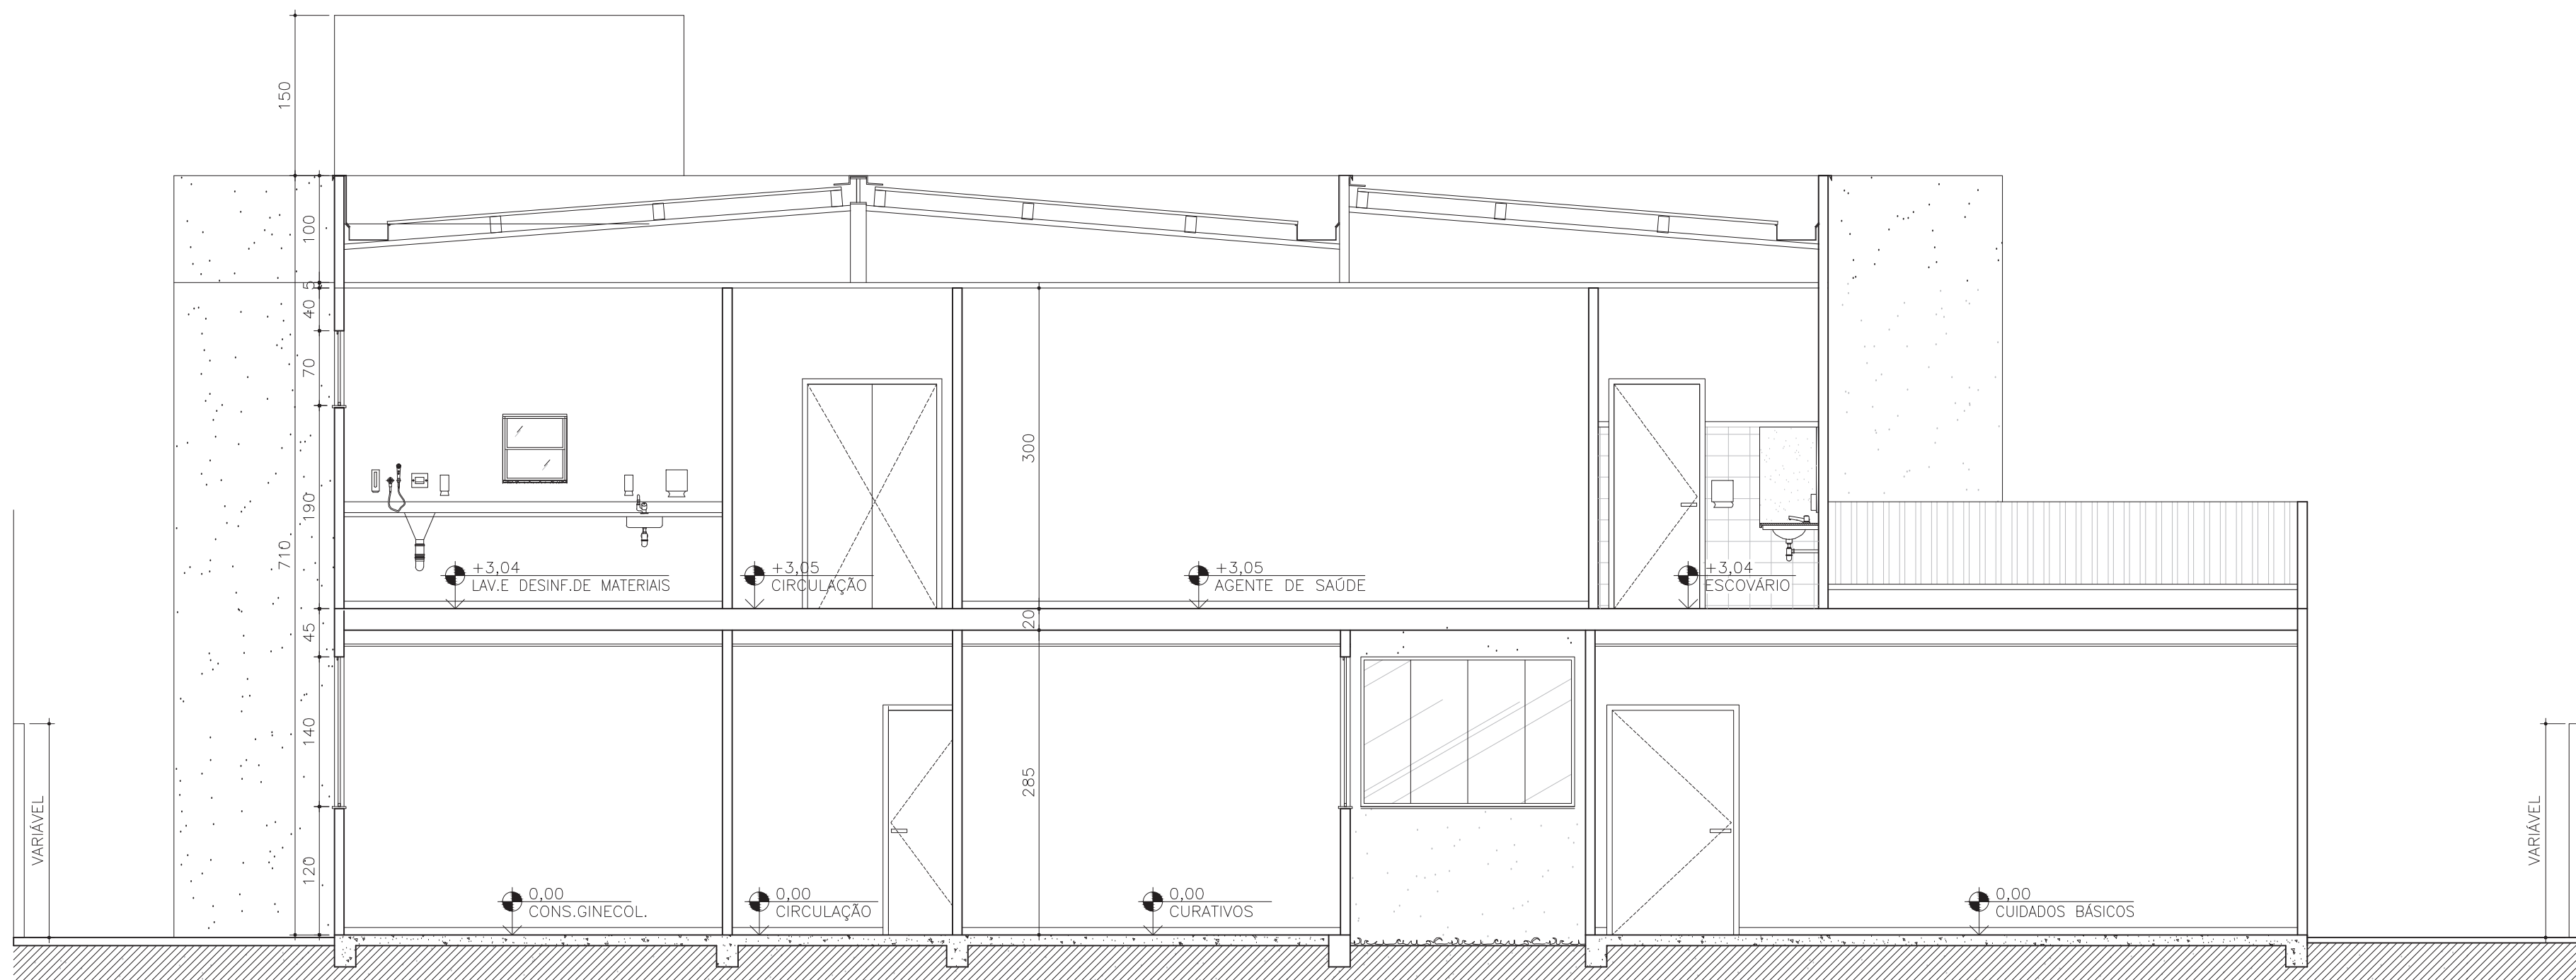 150
100
5
40
70
190
710
45
140
120
300
20
285
+3,04
LAV.E DESINF.DE MATERIAIS
+3,05
CIRCULAÇÃO
+3,05
AGENTE DE SAÚDE
+3,04
ESCOVÁRIO
VARIÁVEL
0,00
CONS.GINECOL.
0,00
CIRCULAÇÃO
0,00
CURATIVOS
0,00
CUIDADOS BÁSICOS
VARIÁVEL